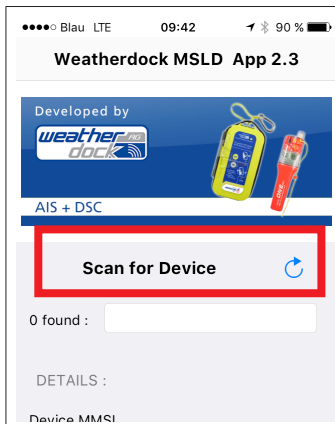 Blau LTE 09:42 90 %
Weatherdock MSLD App 2.3
Developed by
weather AG
dock
AIS + DSC
Scan for Device
0 found :
DETAILS :
Device MMSI